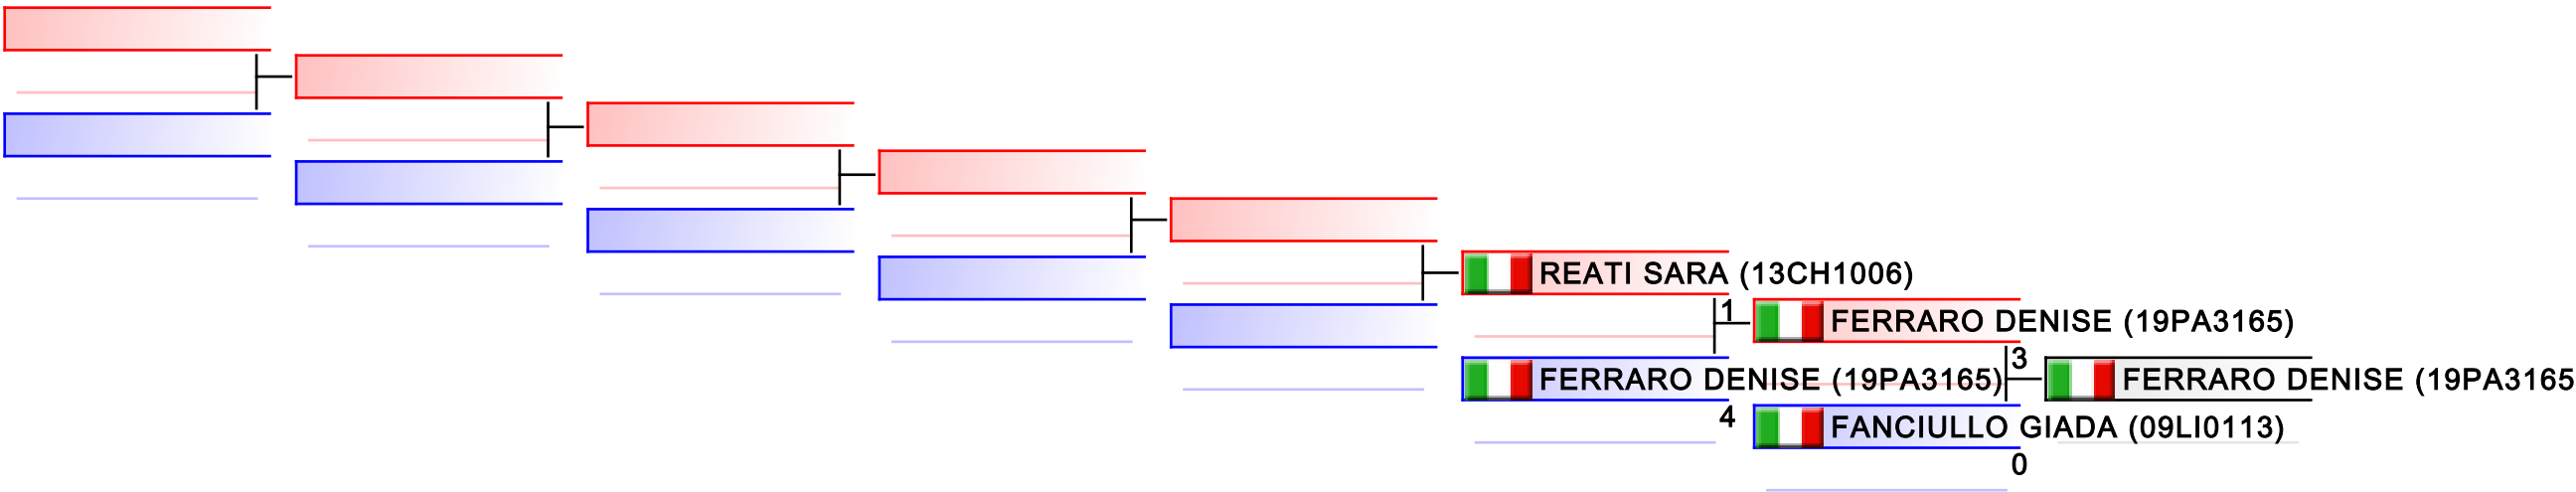 REATI SARA (13CH1006)
1
FERRARO DENISE (19PA3165)
3
FERRARO DENISE (19PA3165)
FERRARO DENISE (19PA3165
4
FANCIULLO GIADA (09LI0113)
0